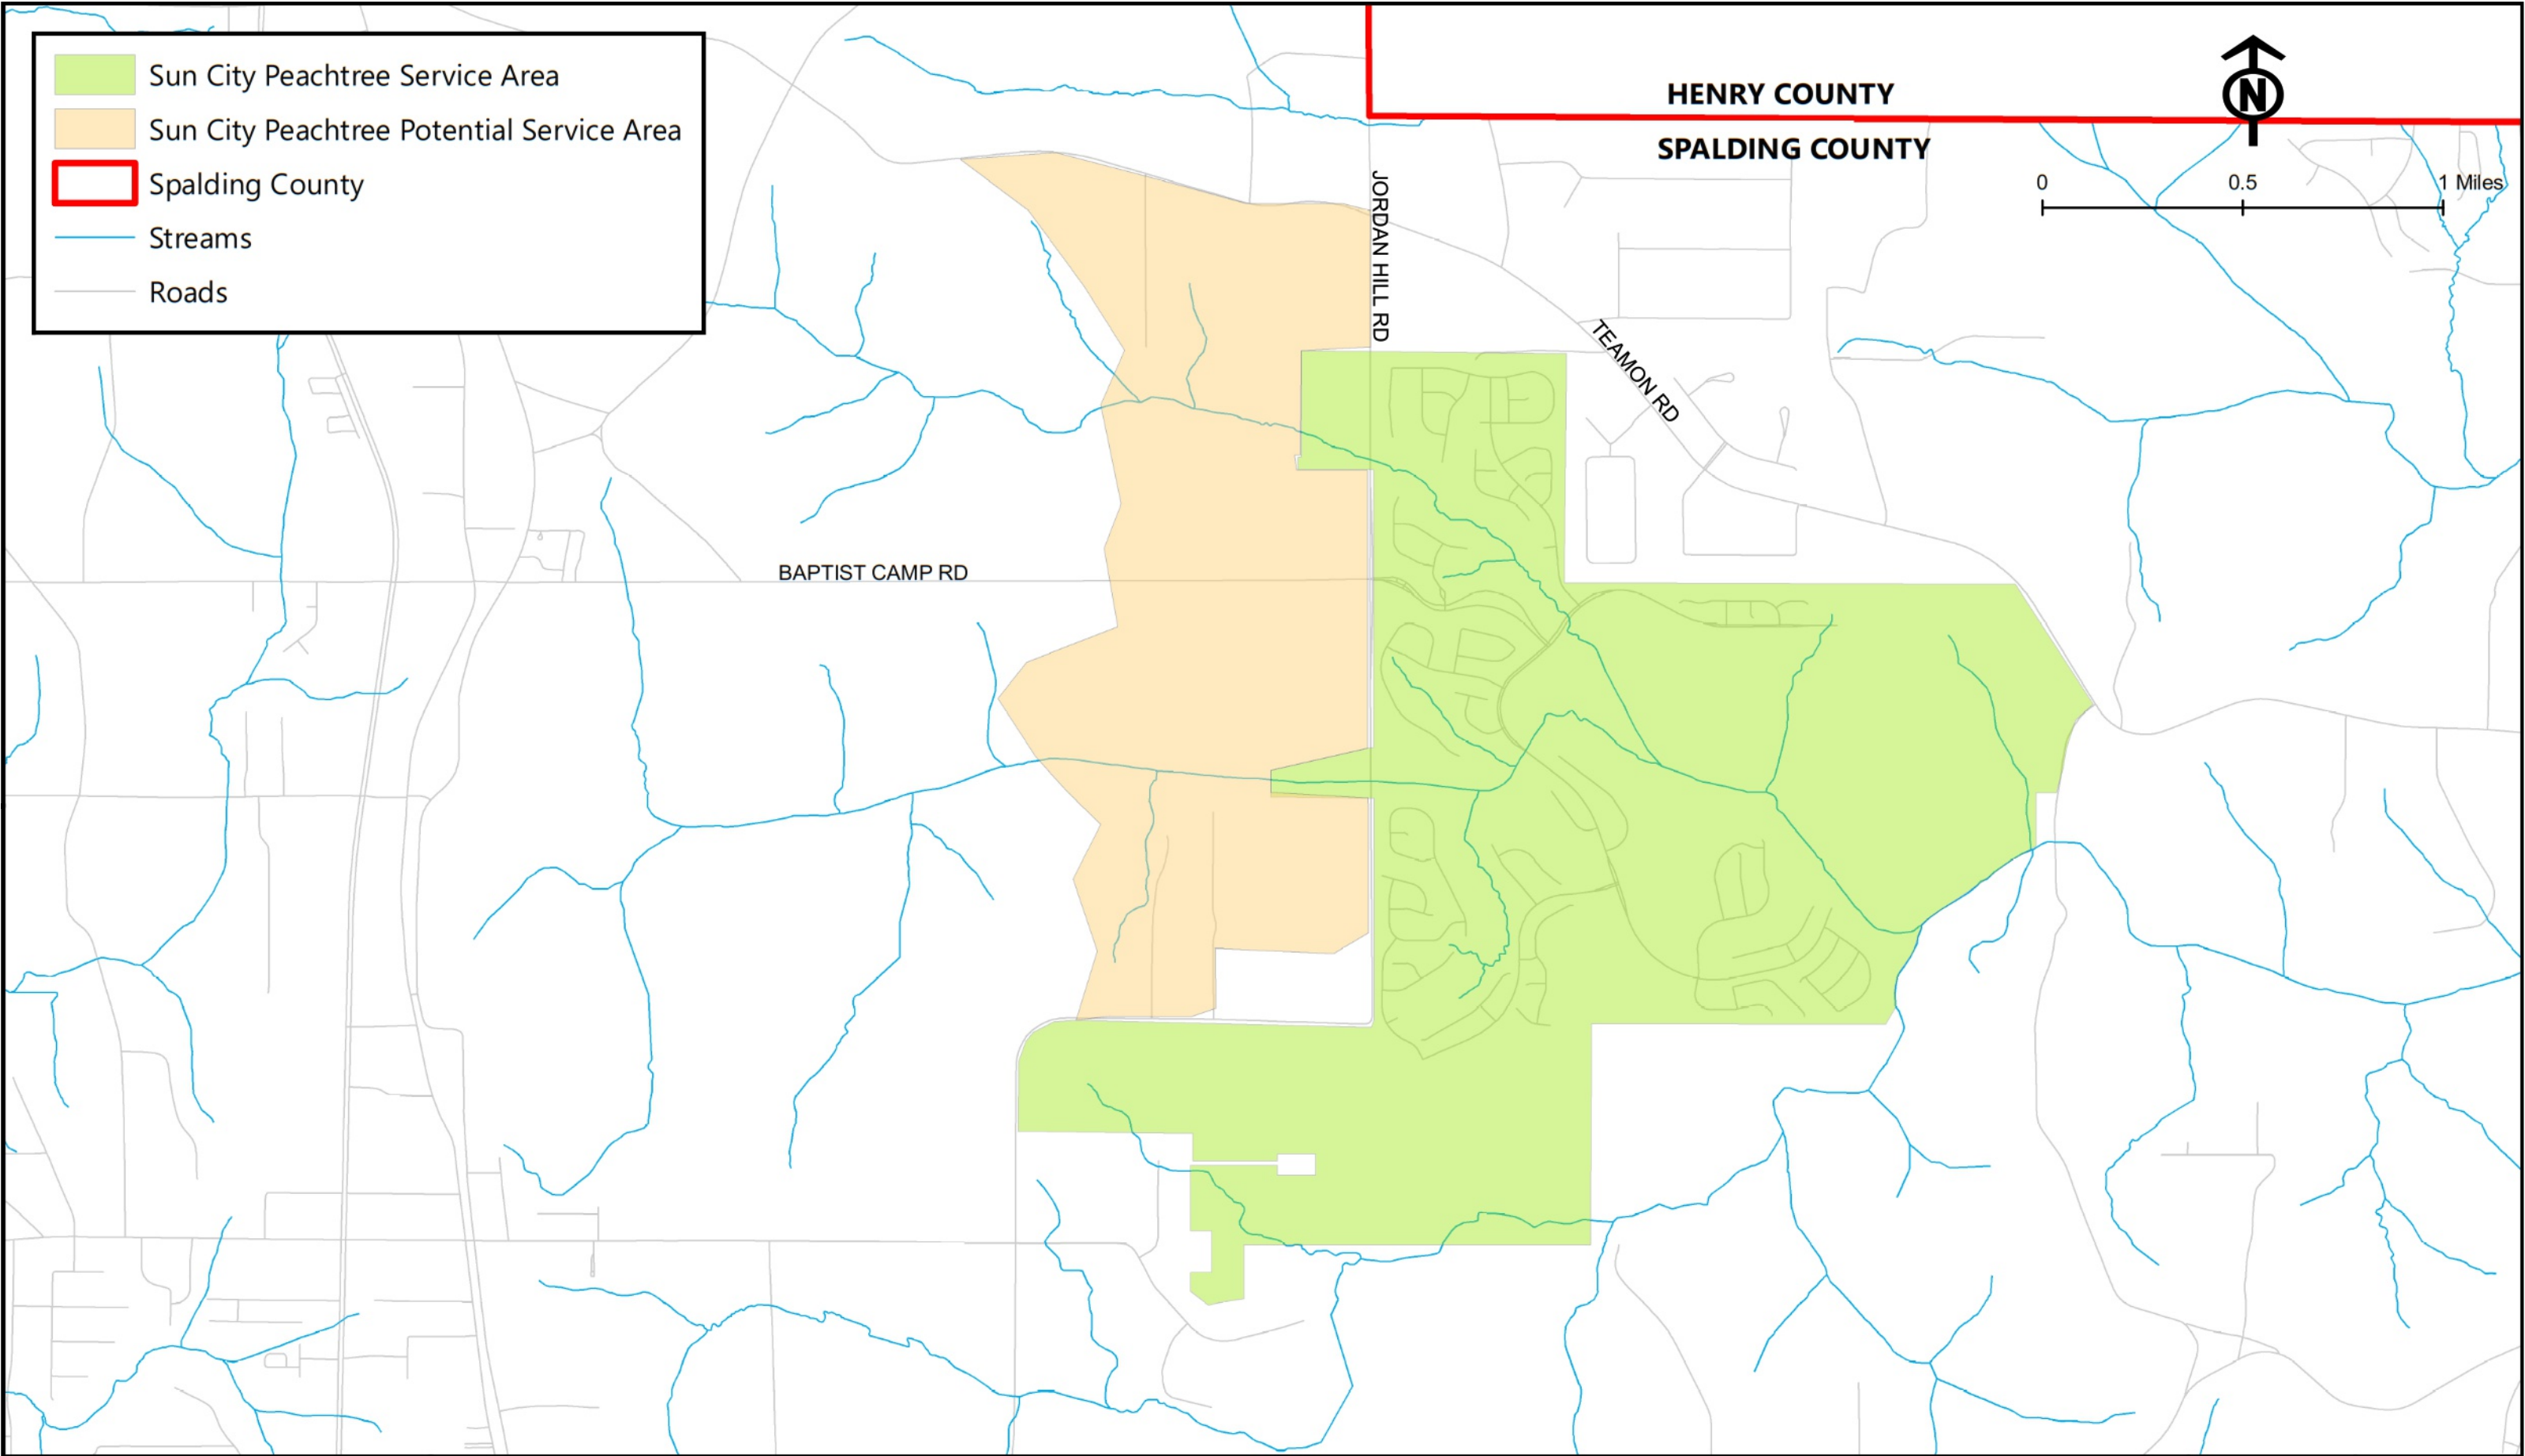 Sun City Peachtree Service Area
Sun City Peachtree Potential Service Area
Spalding County
Streams
Roads
HENRY COUNTY
SPALDING COUNTY
N
0 0.5 1 Miles
JORDAN HILL RD
TEAMON RD
BAPTIST CAMP RD